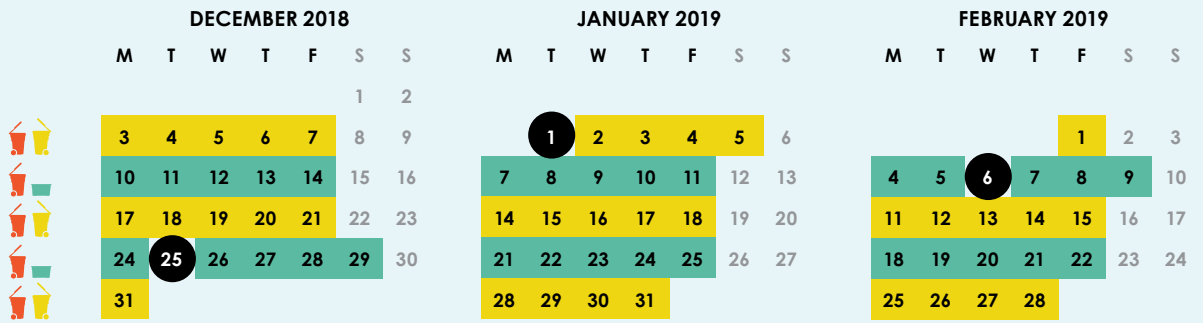 DECEMBER 2018
M T W T F S S
1 2
3 4 5 6 7 8 9
10 11 12 13 14 15 16
17 18 19 20 21 22 23
24 25 26 27 28 29 30
31
JANUARY 2019
M T W T F S S
1 2 3 4 5 6
7 8 9 10 11 12 13
14 15 16 17 18 19 20
21 22 23 24 25 26 27
28 29 30 31
FEBRUARY 2019
M T W T F S S
1 2 3
4 5 6 7 8 9 10
11 12 13 14 15 16 17
18 19 20 21 22 23 24
25 26 27 28